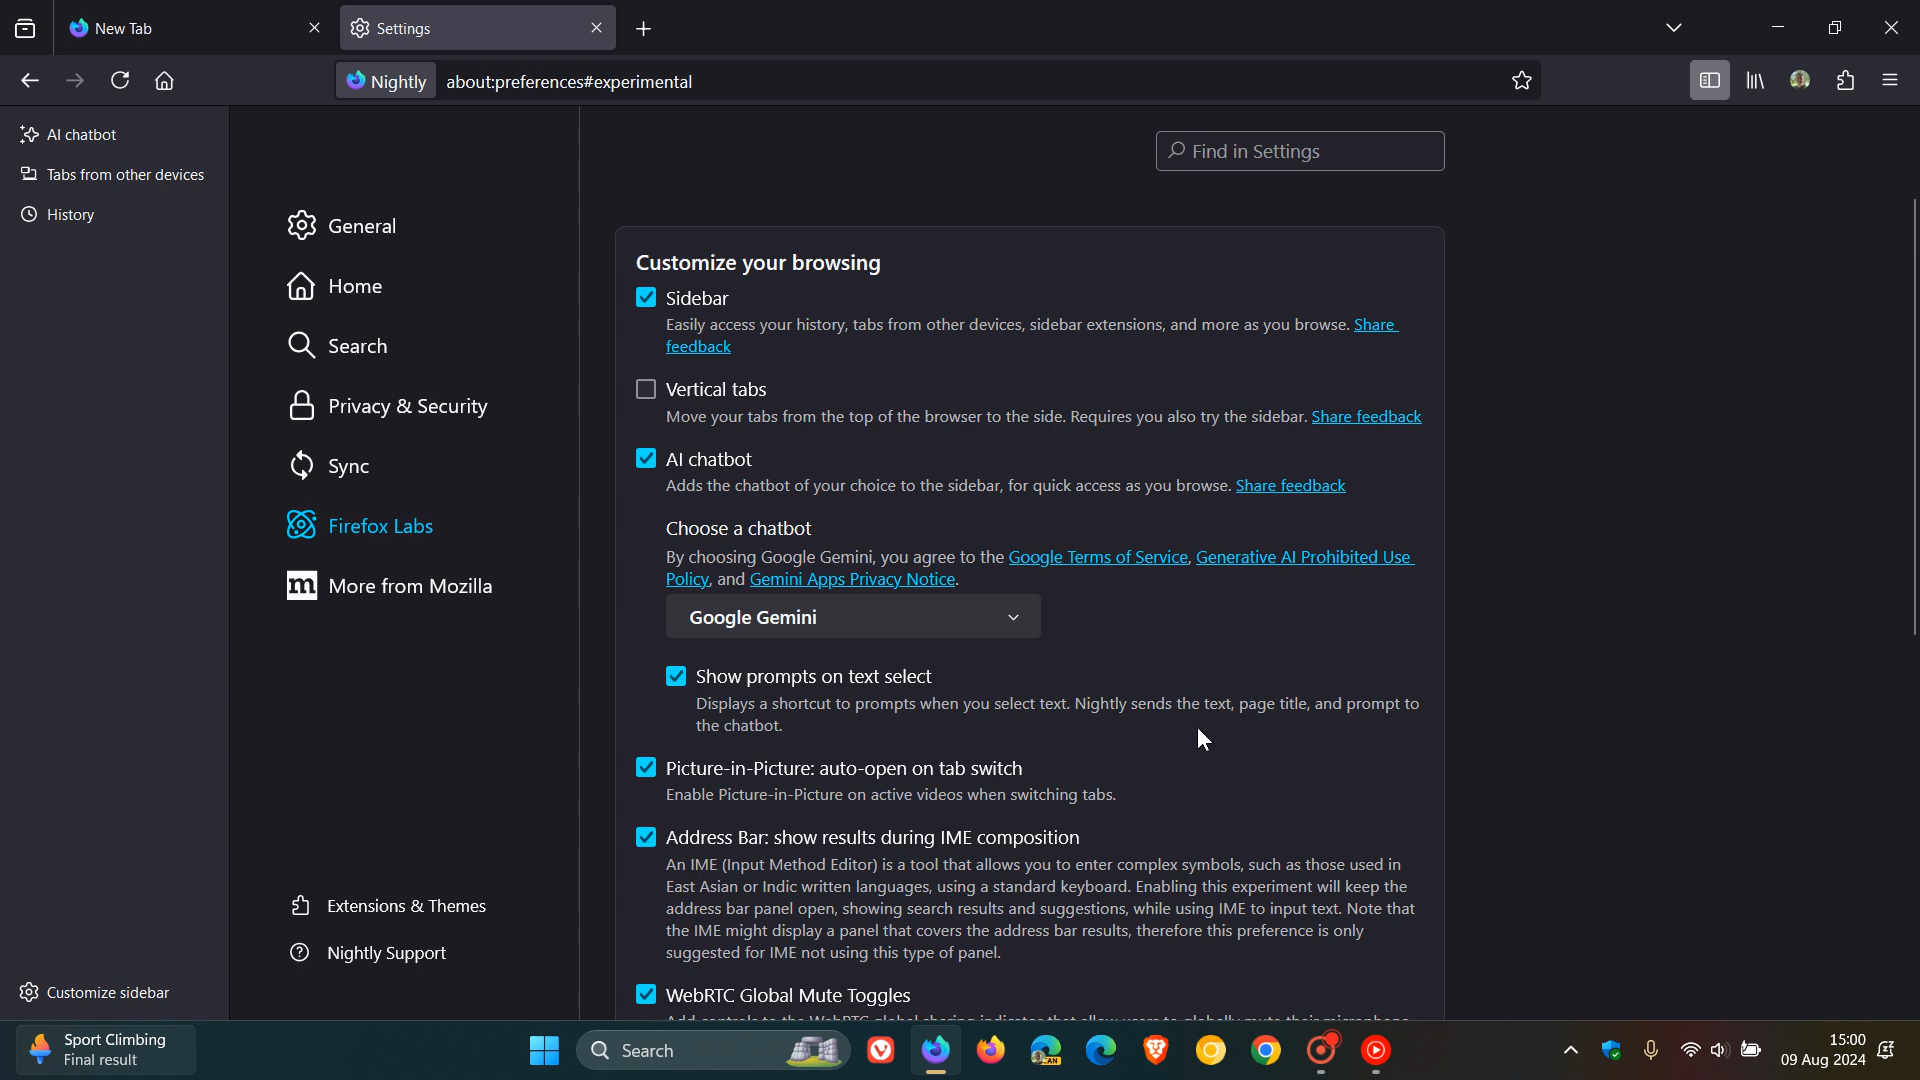 New Tab
Settings
Nightly
about:preferences#experimental
AI chatbot
Tabs from other devices
History
Customize sidebar
Find in Settings
General
Home
Search
Privacy & Security
Sync
Firefox Labs
More from Mozilla
Extensions & Themes
Nightly Support
Customize your browsing
Sidebar
Easily access your history, tabs from other devices, sidebar extensions, and more as you browse. Share
feedback
Vertical tabs
Move your tabs from the top of the browser to the side. Requires you also try the sidebar. Share feedback
AI chatbot
Adds the chatbot of your choice to the sidebar, for quick access as you browse. Share feedback
Choose a chatbot
By choosing Google Gemini, you agree to the Google Terms of Service, Generative AI Prohibited Use
Policy, and Gemini Apps Privacy Notice.
Google Gemini
Show prompts on text select
Displays a shortcut to prompts when you select text. Nightly sends the text, page title, and prompt to
the chatbot.
Picture-in-Picture: auto-open on tab switch
Enable Picture-in-Picture on active videos when switching tabs.
Address Bar: show results during IME composition
An IME (Input Method Editor) is a tool that allows you to enter complex symbols, such as those used in
East Asian or Indic written languages, using a standard keyboard. Enabling this experiment will keep the
address bar panel open, showing search results and suggestions, while using IME to input text. Note that
the IME might display a panel that covers the address bar results, therefore this preference is only
suggested for IME not using this type of panel.
WebRTC Global Mute Toggles
Sport Climbing
Final result
Search
CAN
15:00
09 Aug 2024